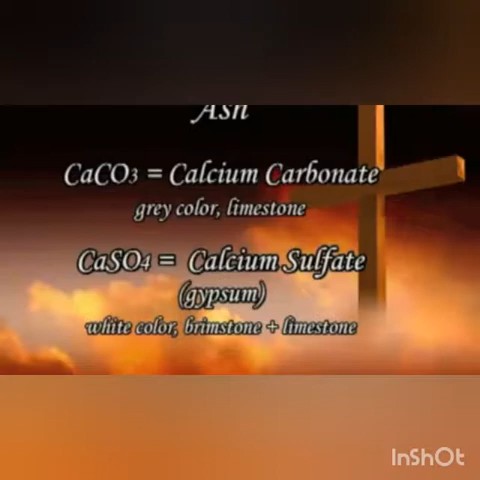 Ash
CaCO3 = Calcium Carbonate
grey color, limestone
CaSO4 = Calcium Sulfate
(gypsum)
white color, brimstone + limestone
InShOt